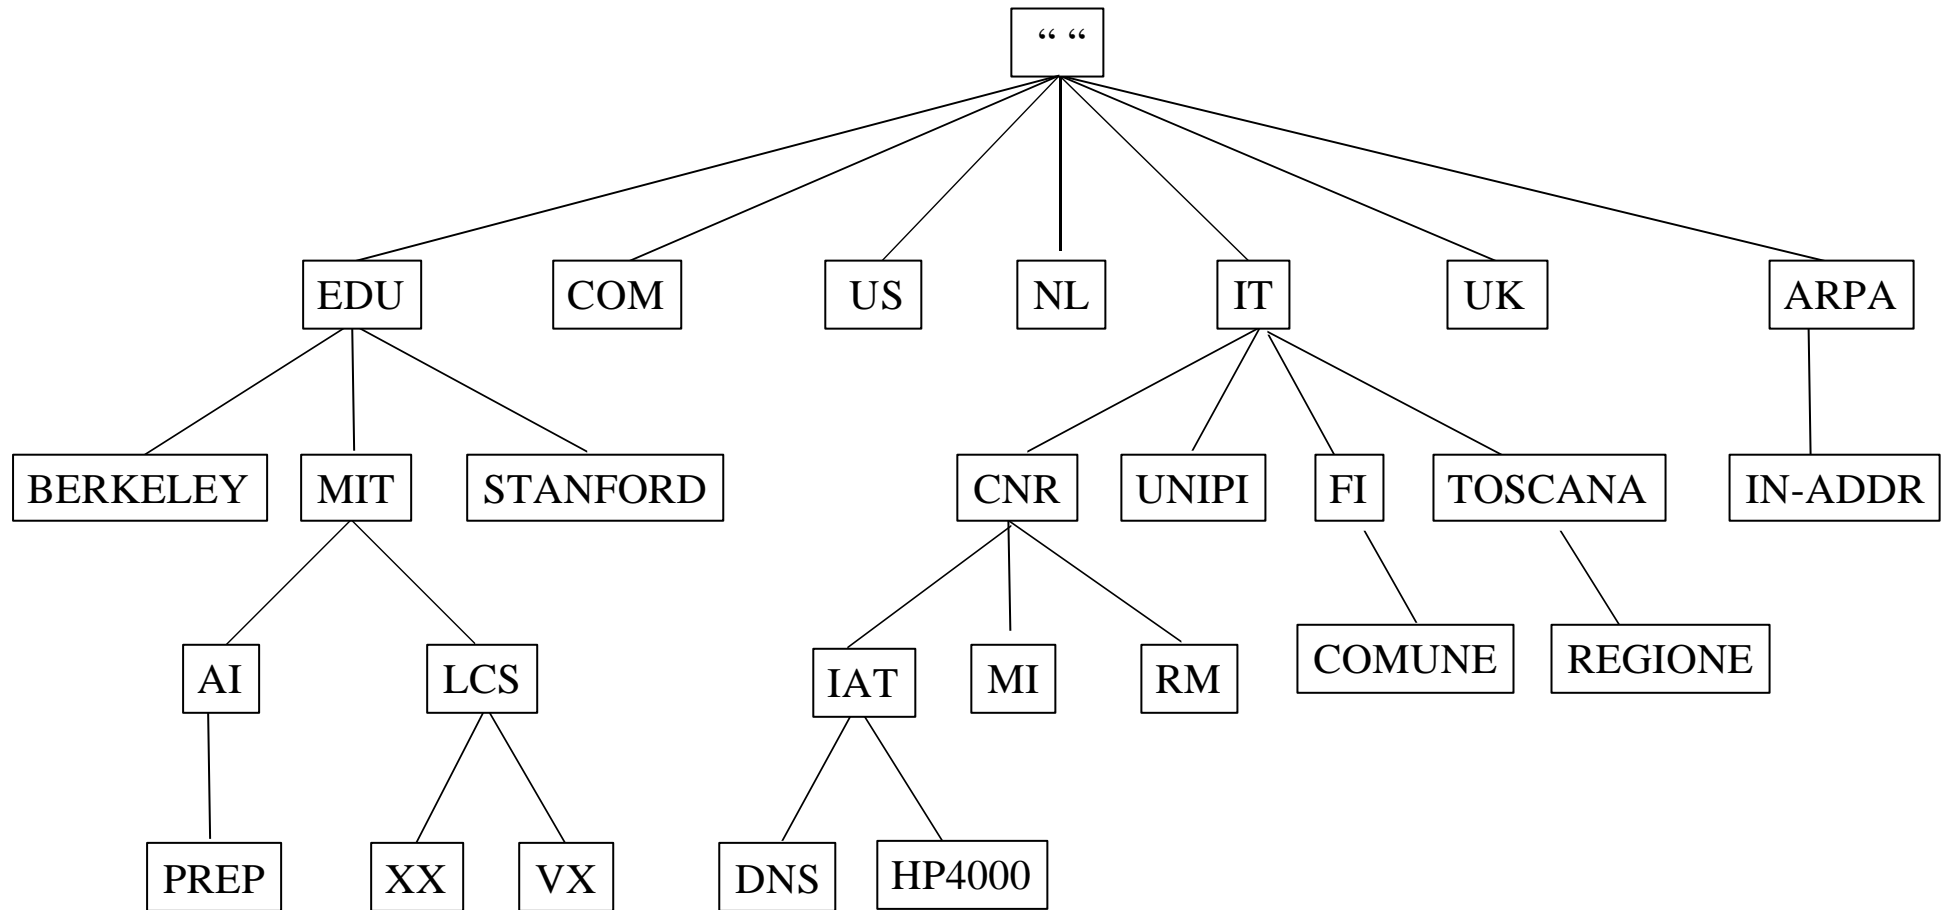 “ “
EDU COM US NL IT UK ARPA
BERKELEY MIT STANFORD CNR UNIPI FI TOSCANA IN-ADDR
AI LCS IAT MI RM COMUNE REGIONE
PREP XX VX DNS HP4000